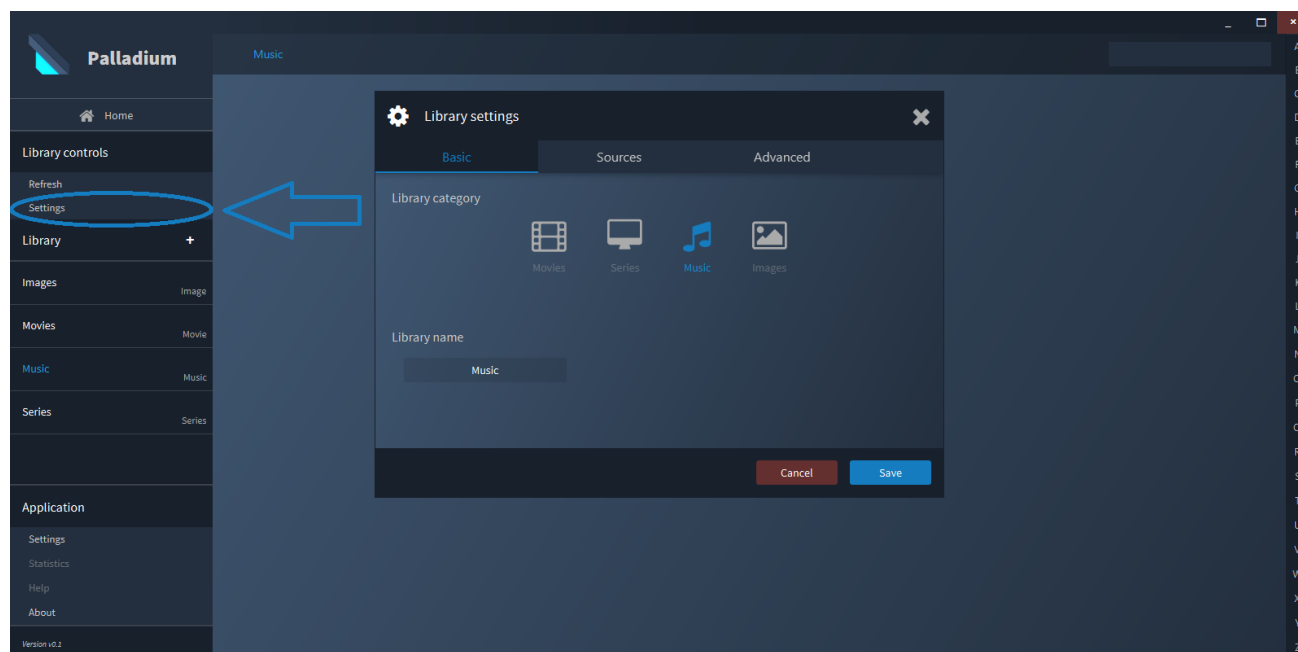 Palladium
Music
Home
Library controls
Refresh
Settings
Library +
Images
Image
Movies
Movie
Music
Music
Series
Series
Application
Settings
Statistics
Help
About
Version v0.1
Library settings
Basic Sources Advanced
Library category
Movies Series Music Images
Library name
Music
Cancel Save